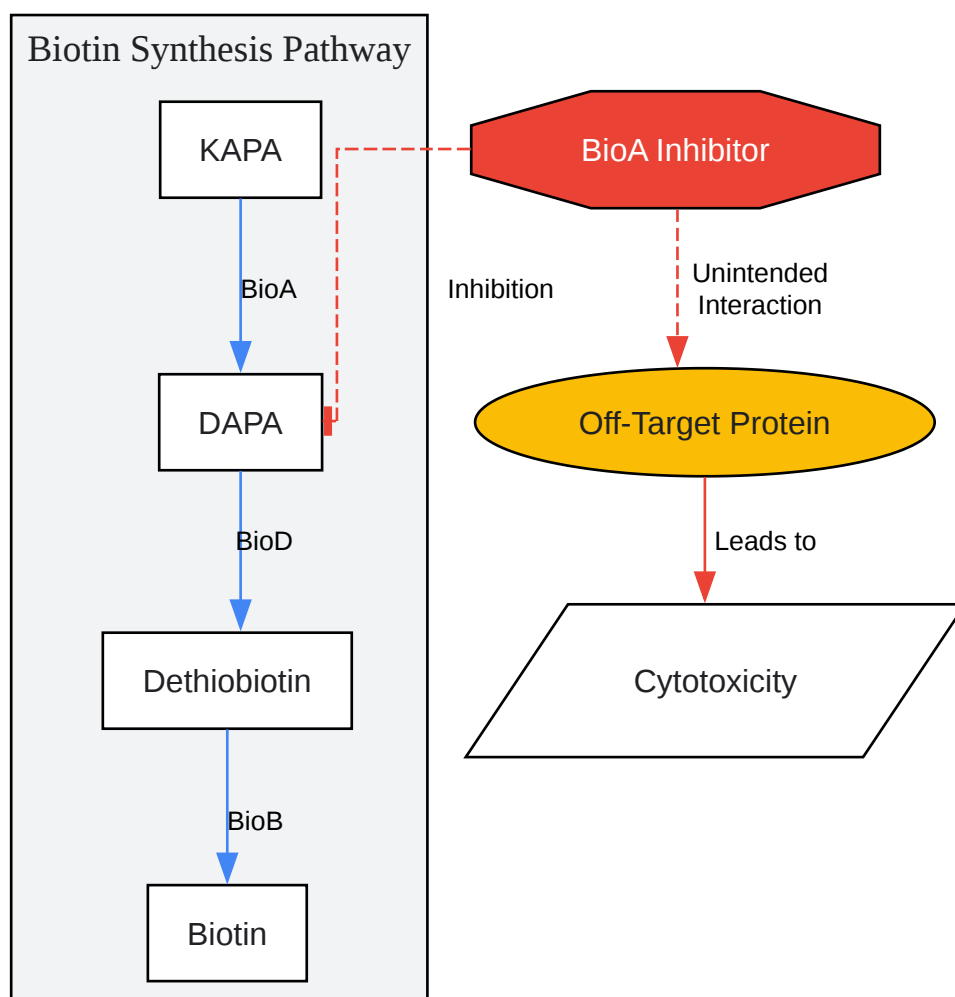 Biotin Synthesis Pathway
KAPA
BioA Inhibitor
BioA
Inhibition
Unintended
Interaction
DAPA
Off-Target Protein
BioD
Leads to
Dethiobiotin
Cytotoxicity
BioB
Biotin